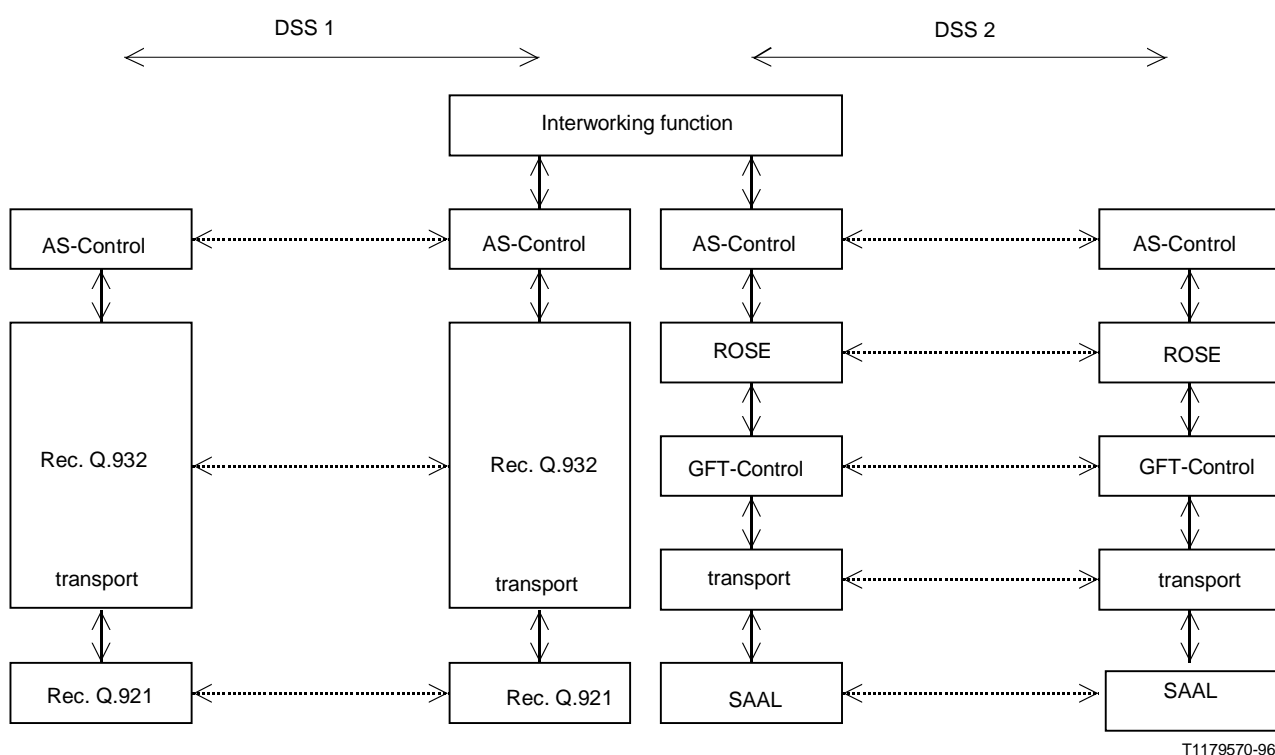 DSS 1
DSS 2
Interworking function
AS-Control
AS-Control
AS-Control
AS-Control
ROSE
ROSE
Rec. Q.932
Rec. Q.932
GFT-Control
GFT-Control
transport
transport
transport
transport
Rec. Q.921
Rec. Q.921
SAAL
SAAL
T1179570-96